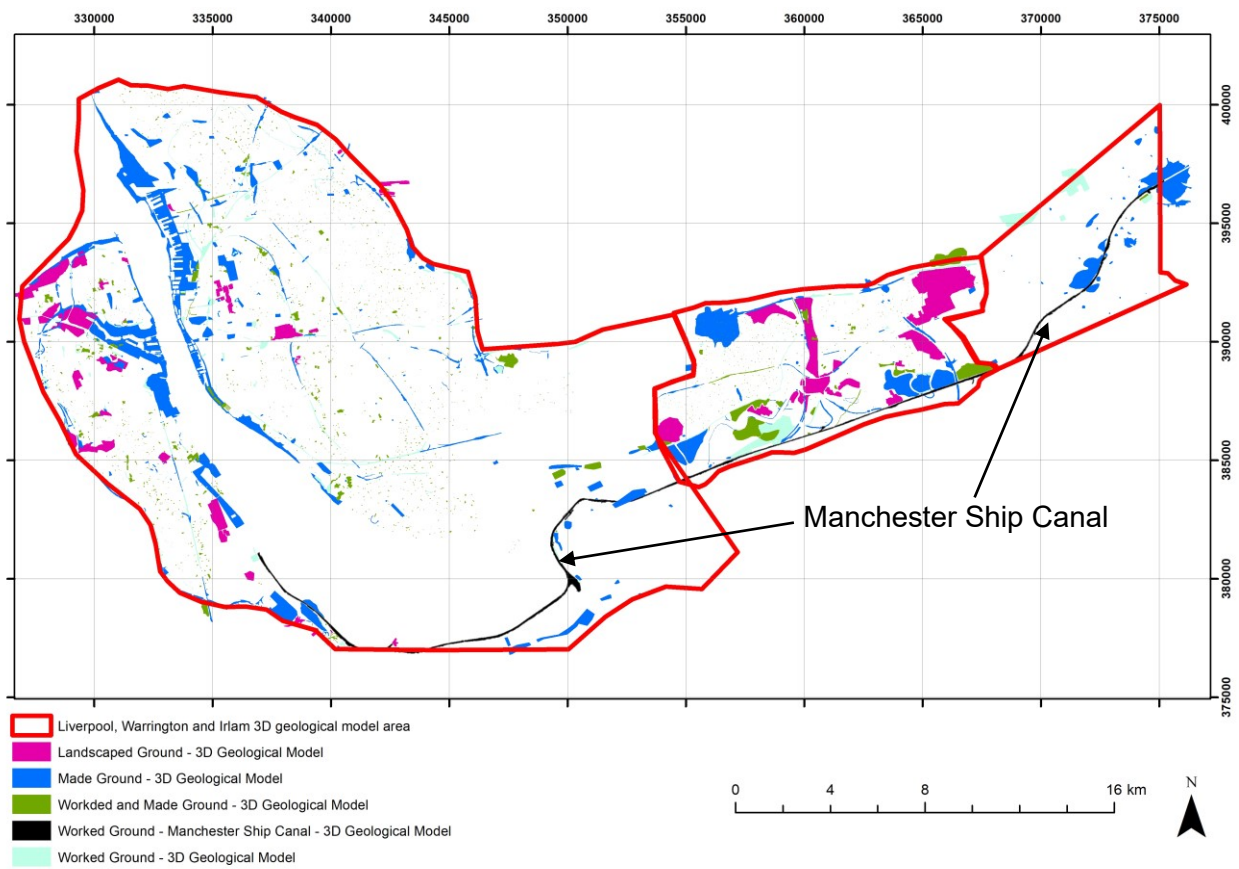 330000 335000 340000 345000 350000 355000 360000 365000 370000 375000
400000
395000
390000
385000
380000
375000
Manchester Ship Canal
Liverpool, Warrington and Irlam 3D geological model area
Landscaped Ground - 3D Geological Model
Made Ground - 3D Geological Model
Workded and Made Ground - 3D Geological Model
Worked Ground - Manchester Ship Canal - 3D Geological Model
Worked Ground - 3D Geological Model
0 4 8 16 km
N